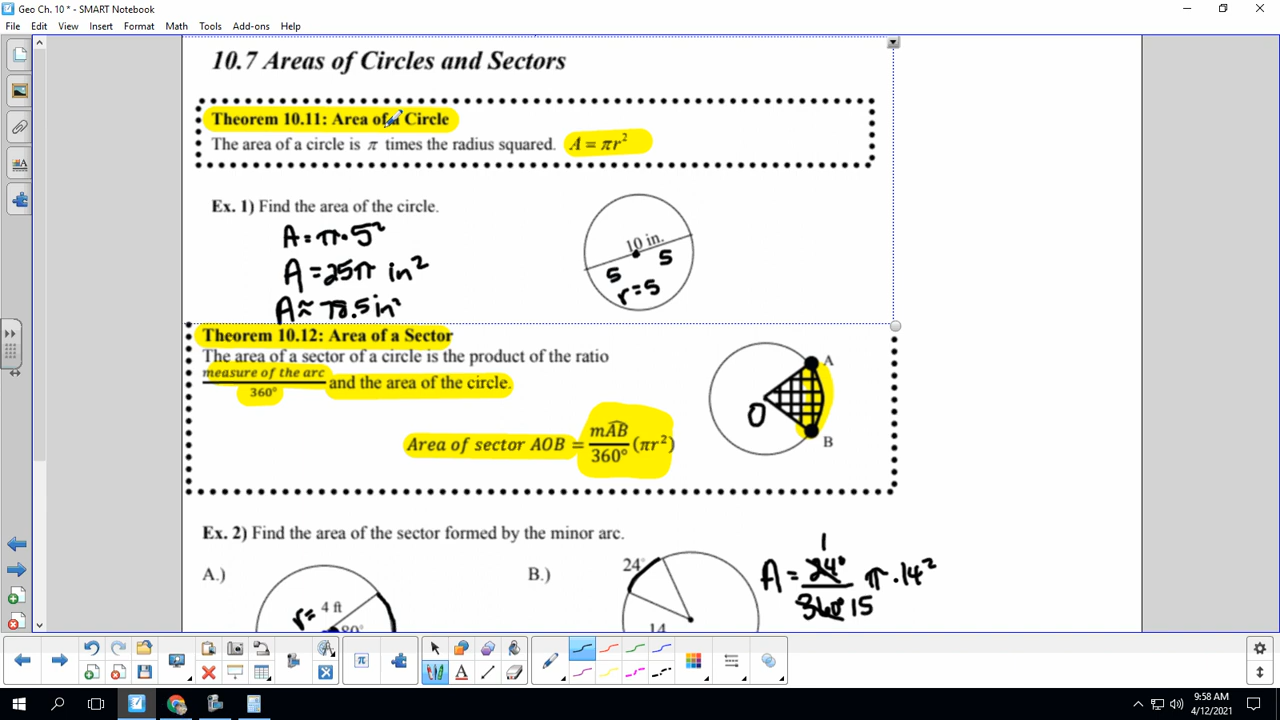 Geo Ch. 10 * - SMART Notebook
File Edit View Insert Format Math Tools Add-ons Help
10.7 Areas of Circles and Sectors
Theorem 10.11: Area of a Circle
The area of a circle is π times the radius squared. A = πr²
Ex. 1) Find the area of the circle.
A = π·5²
A = 25π in²
A ≈ 78.5 in²
10 in.
5 5
r = 5
Theorem 10.12: Area of a Sector
The area of a sector of a circle is the product of the ratio
measure of the arc
360°
and the area of the circle.
Area of sector AOB = mAB/360° (πr²)
A
O
B
Ex. 2) Find the area of the sector formed by the minor arc.
A.)
r = 4 ft
80°
B.)
24°
14
1
A = 24°/360° π·14²
15
9:58 AM
4/12/2021